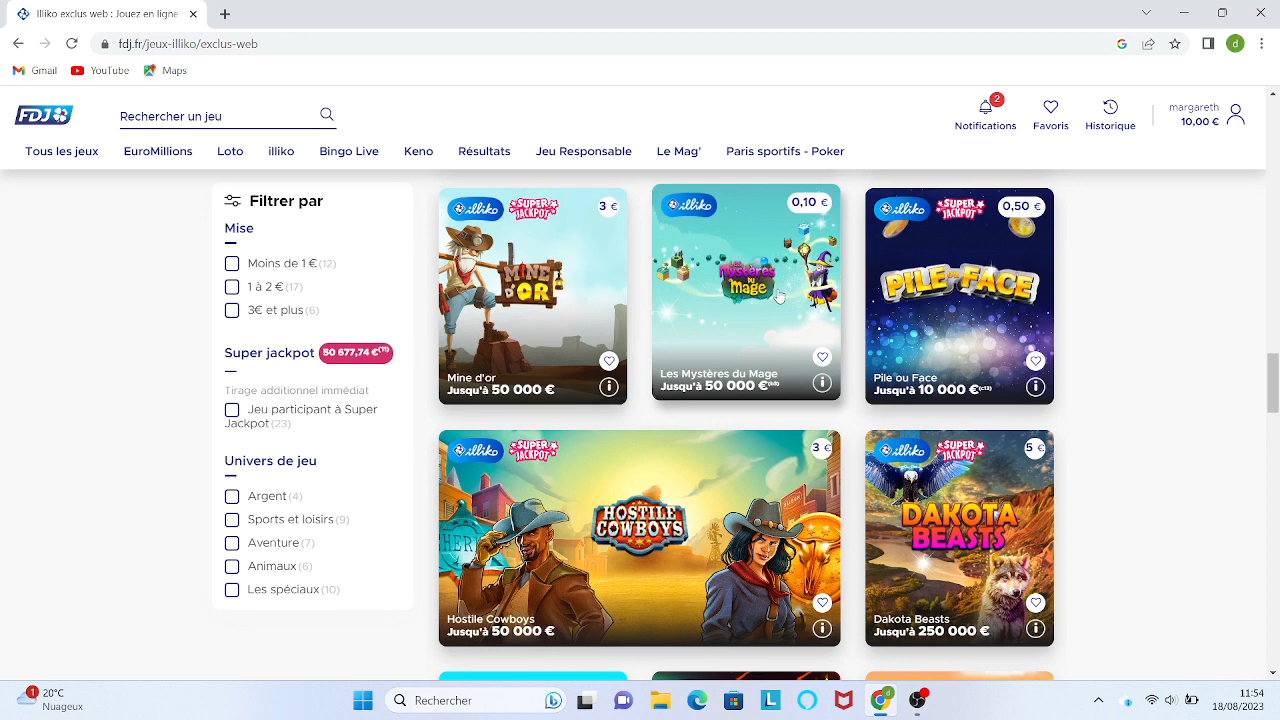 Illiko exclus web : Jouez en ligne
fdj.fr/jeux-illiko/exclus-web
Gmail YouTube Maps
FDJ
Rechercher un jeu
2
Notifications Favoris Historique
margareth
10,00 €
Tous les jeux EuroMillions Loto illiko Bingo Live Keno Résultats Jeu Responsable Le Mag' Paris sportifs - Poker
Filtrer par
Mise
Moins de 1 € (12)
1 à 2 € (17)
3€ et plus (6)
Super jackpot 50 677,74 €(11)
Tirage additionnel immédiat
Jeu participant à Super
Jackpot (23)
Univers de jeu
Argent (4)
Sports et loisirs (9)
Aventure (7)
Animaux (6)
Les spéciaux (10)
illiko SUPER JACKPOT 3 €
MINE D'OR
Mine d'or
Jusqu'à 50 000 €
illiko 0,10 €
Les Mystères du Mage
Les Mystères du Mage
Jusqu'à 50 000 €
illiko SUPER JACKPOT 0,50 €
PILE ou FACE
Pile ou Face
Jusqu'à 10 000 €(c12)
illiko SUPER JACKPOT 3 €
HOSTILE
COWBOYS
Hostile Cowboys
Jusqu'à 50 000 €
illiko SUPER JACKPOT 5 €
DAKOTA
BEASTS
Dakota Beasts
Jusqu'à 250 000 €
1
20°C
Nuageux
Rechercher
11:54
18/08/2023